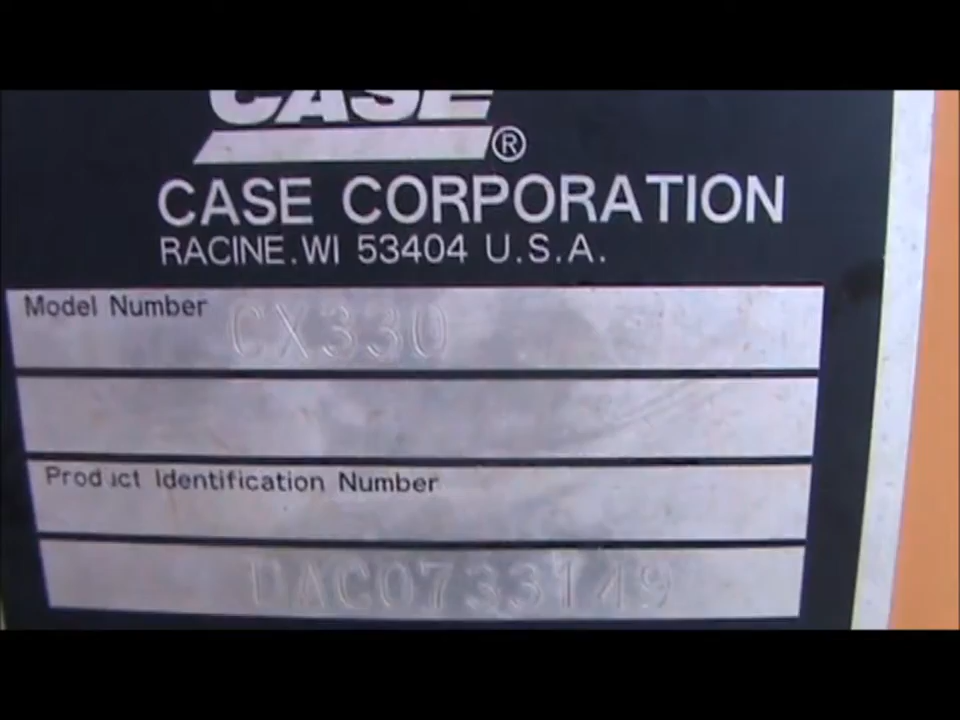 CASE
®
CASE CORPORATION
RACINE.WI 53404 U.S.A.
Model Number CX330
Product Identification Number
DAC0733149